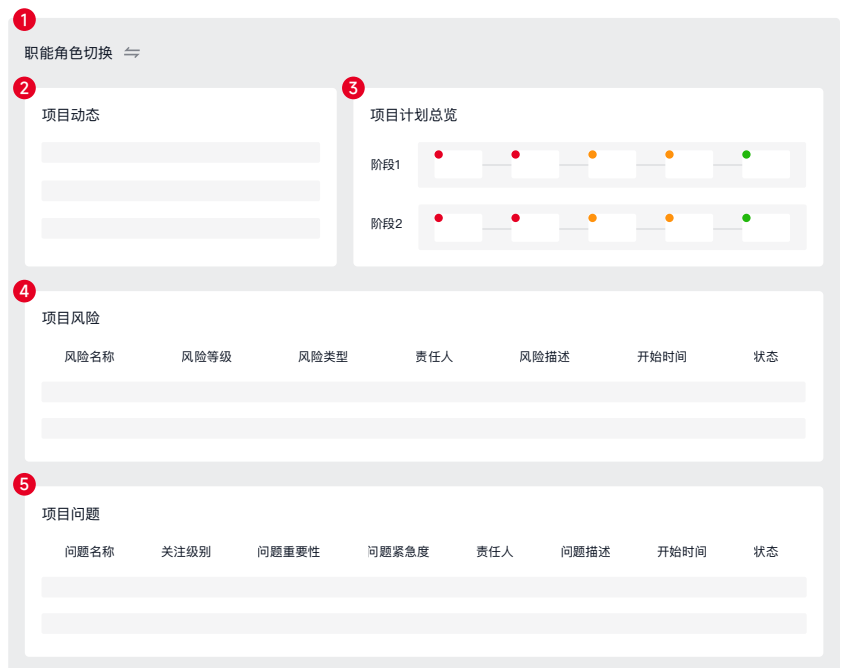 1
职能角色切换
2
项目动态
3
项目计划总览
阶段1
阶段2
4
项目风险
风险名称 风险等级 风险类型 责任人 风险描述 开始时间 状态
5
项目问题
问题名称 关注级别 问题重要性 问题紧急度 责任人 问题描述 开始时间 状态